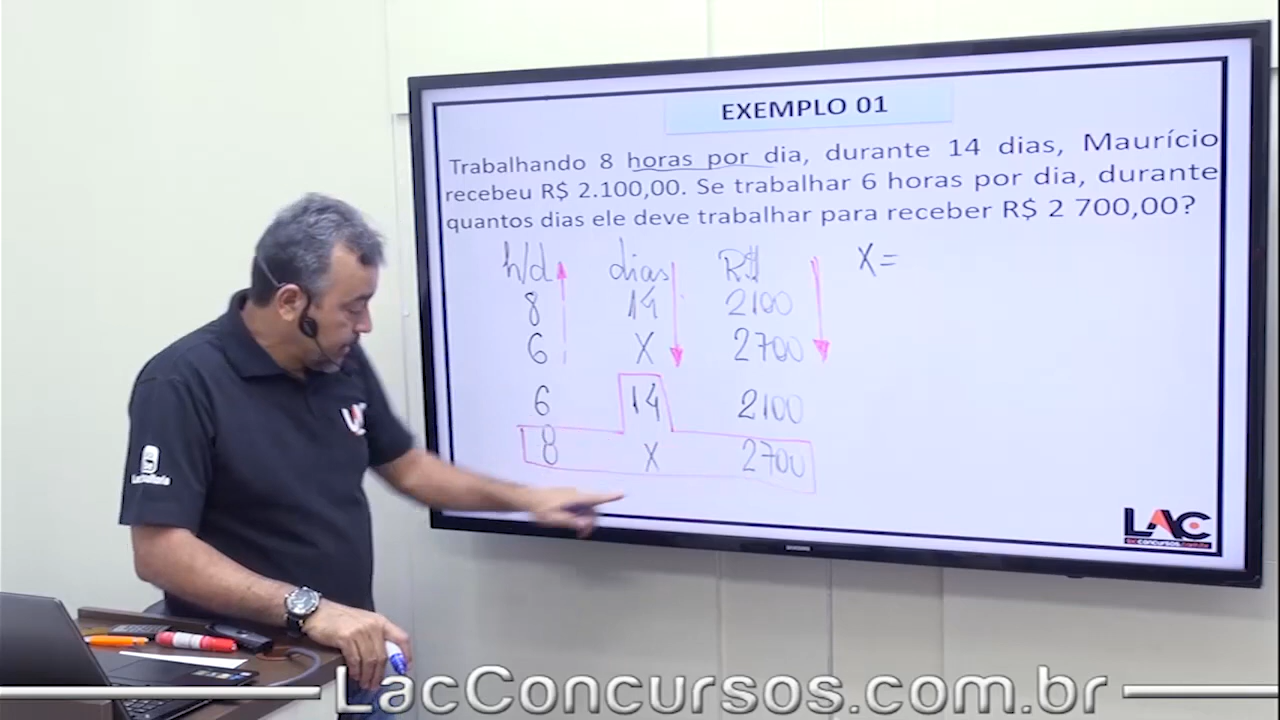 EXEMPLO 01
Trabalhando 8 horas por dia, durante 14 dias, Maurício
recebeu R$ 2.100,00. Se trabalhar 6 horas por dia, durante
quantos dias ele deve trabalhar para receber R$ 2 700,00?
h/d dias R$ X =
8 14 2100
6 X 2700
6 14 2100
8 X 2700
LAC
LacConcursos.com.br